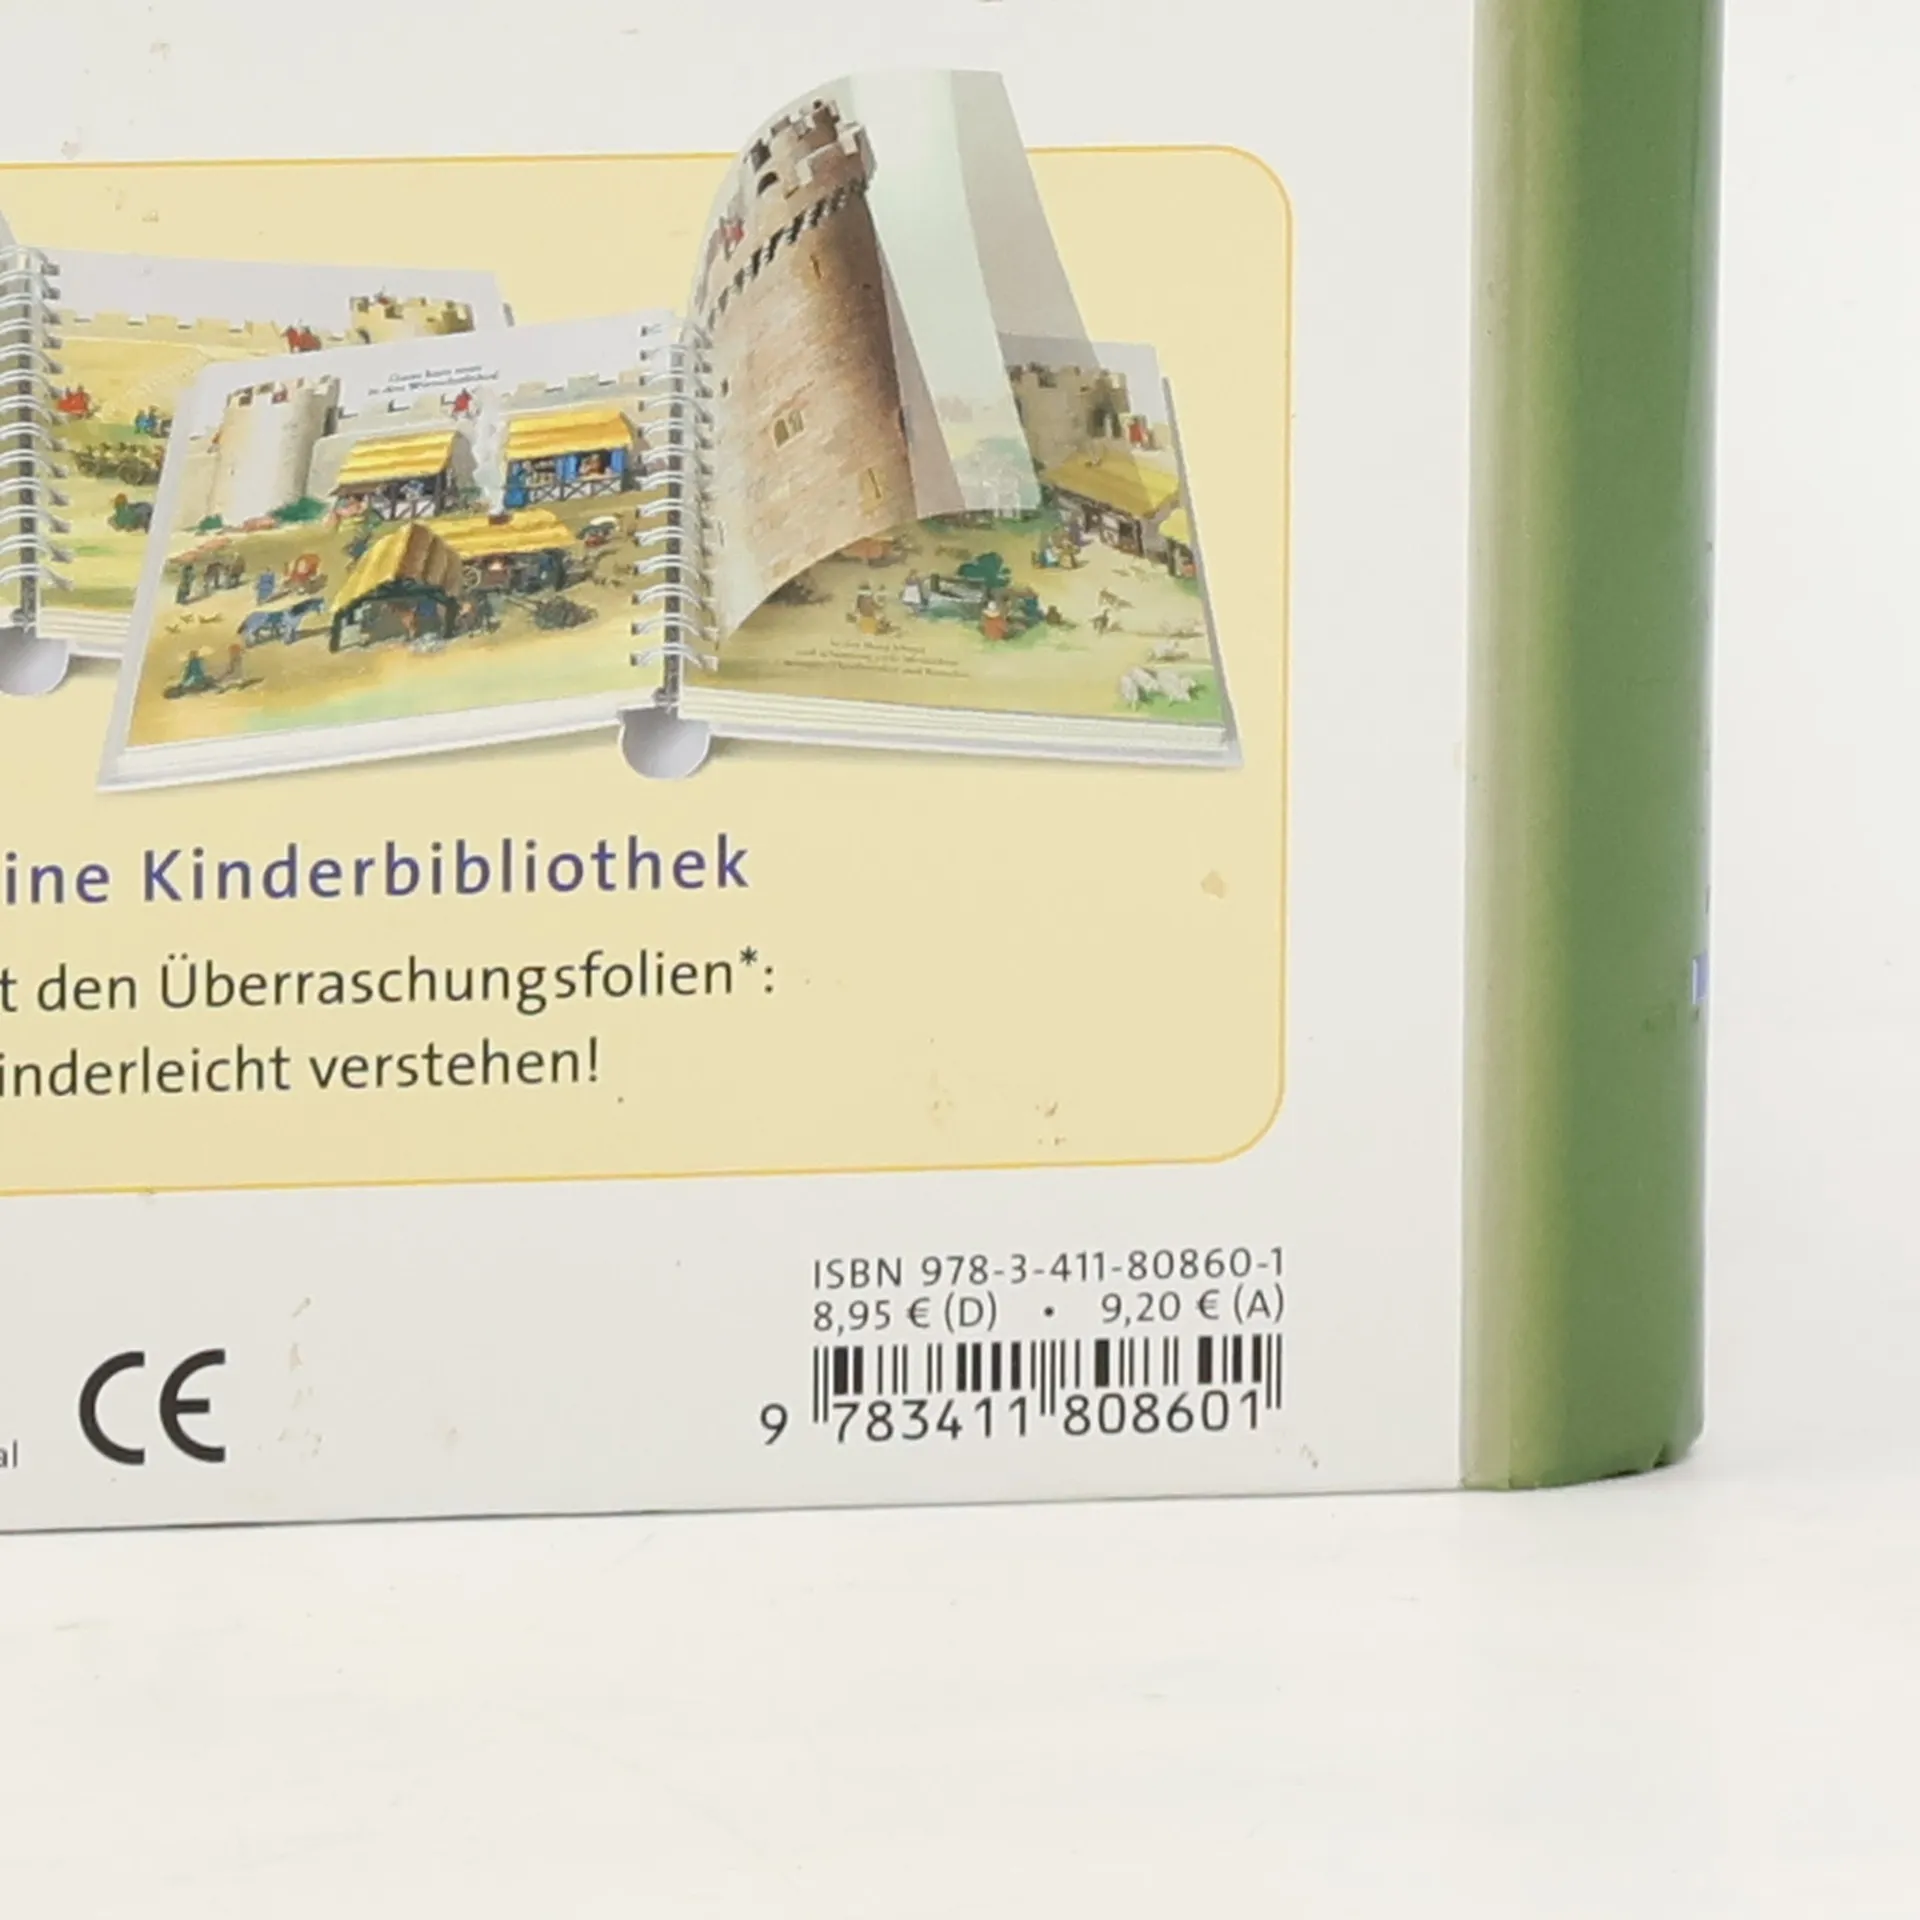 ine Kinderbibliothek
t den Überraschungsfolien*:
inderleicht verstehen!
ISBN 978-3-411-80860-1
8,95 € (D) • 9,20 € (A)
9 783411 808601
al CE